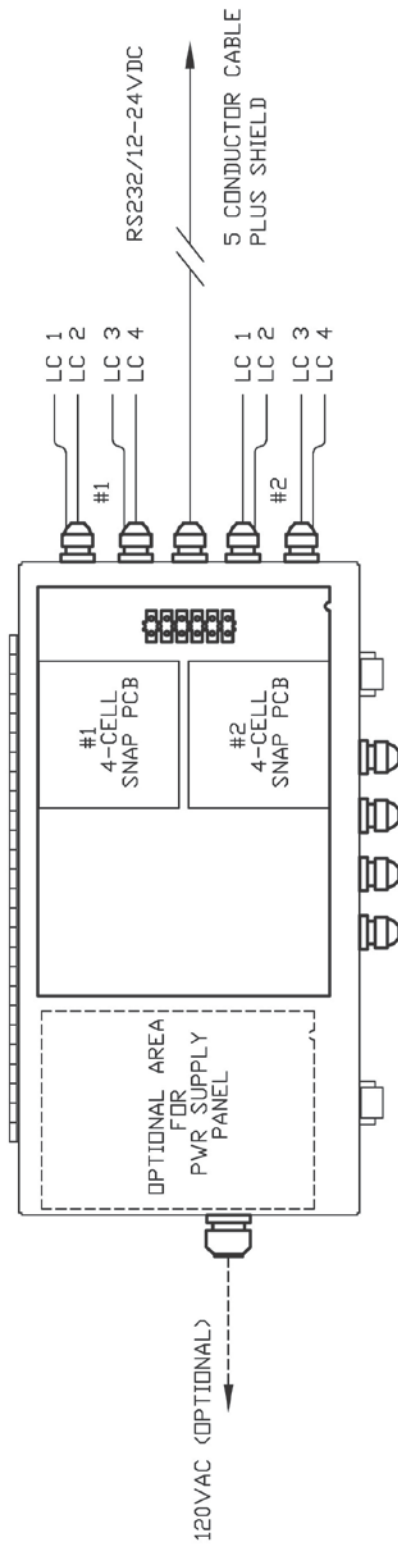 120VAC (OPTIONAL)
OPTIONAL AREA
FOR
PWR SUPPLY
PANEL
#1
4-CELL
SNAP PCB
#2
4-CELL
SNAP PCB
LC 1
LC 2
#1
LC 3
LC 4
RS232/12-24VDC
5 CONDUCTOR CABLE
PLUS SHIELD
LC 1
LC 2
#2
LC 3
LC 4